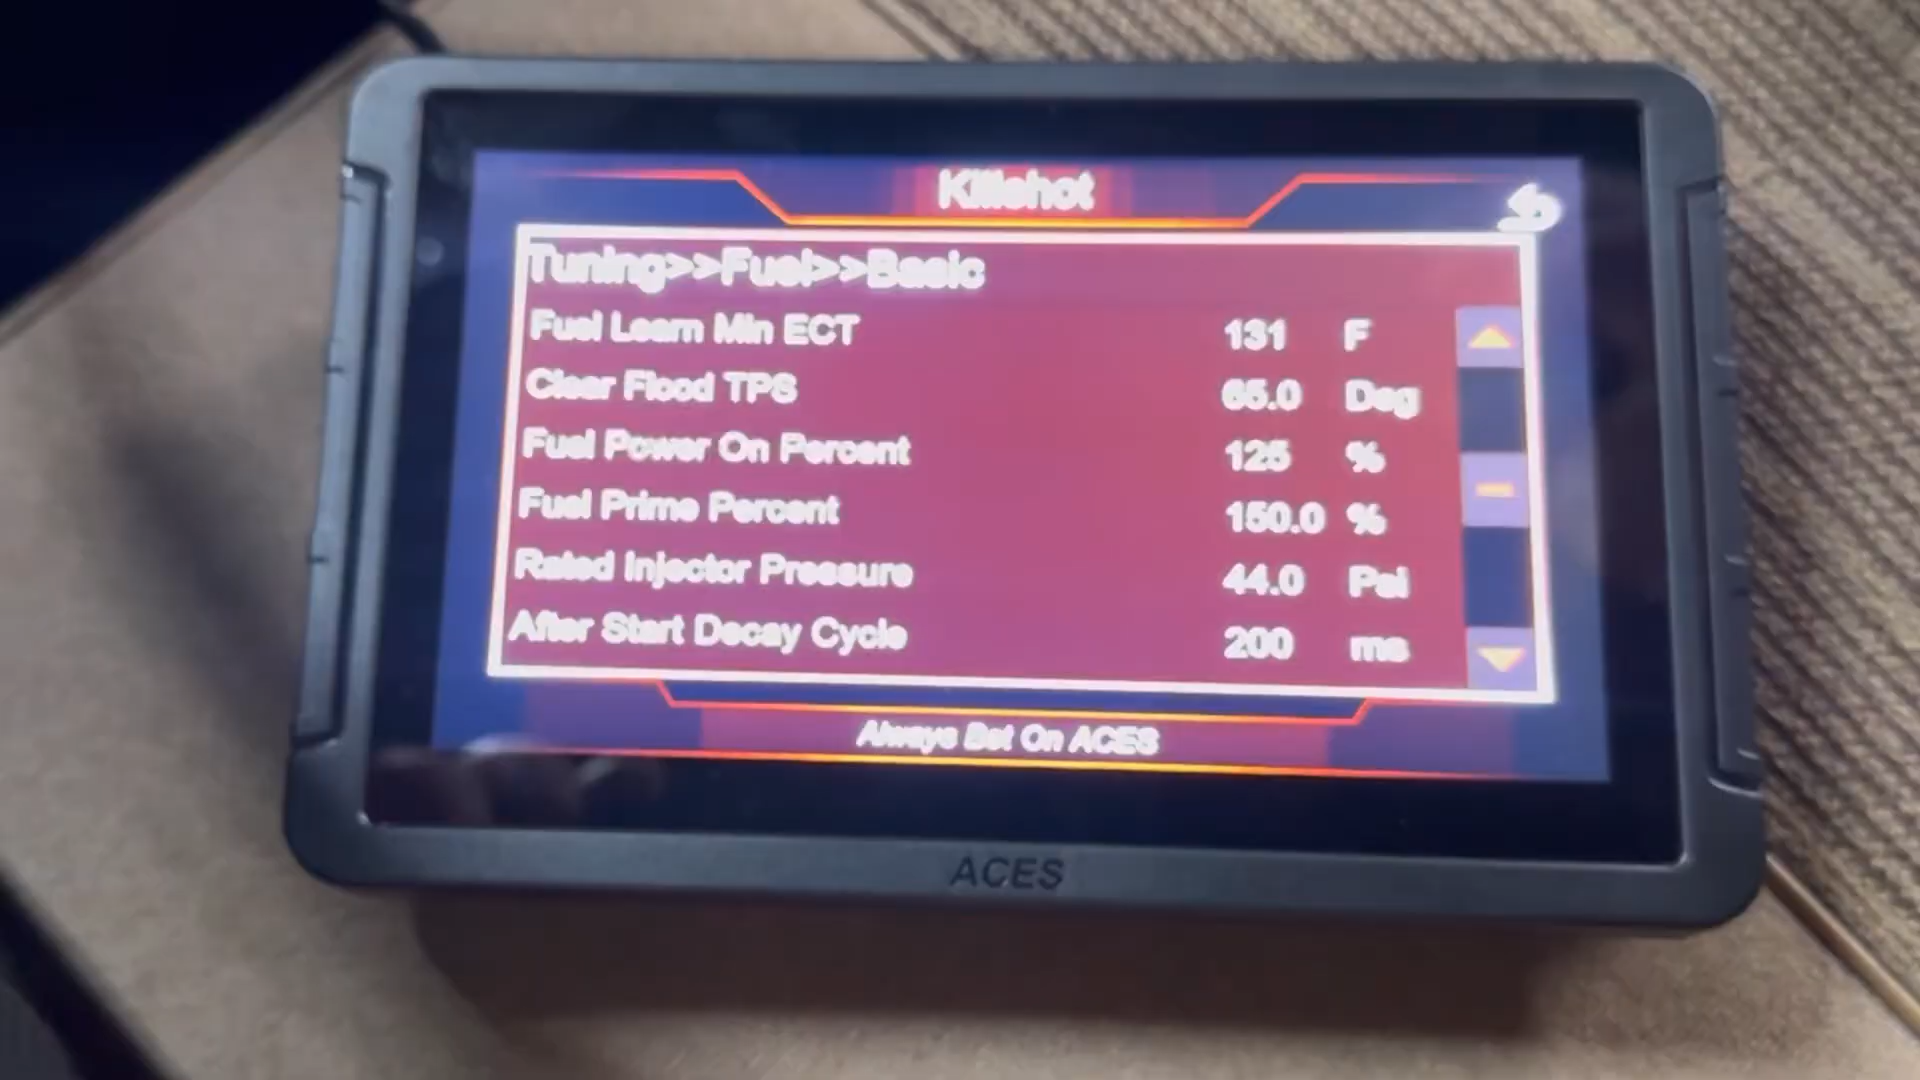 Killshot
Tuning>>Fuel>>Basic
Fuel Learn Min ECT 131 F
Clear Flood TPS 65.0 Deg
Fuel Power On Percent 125 %
Fuel Prime Percent 150.0 %
Rated Injector Pressure 44.0 Psi
After Start Decay Cycle 200 ms
Always Bet On ACES
ACES